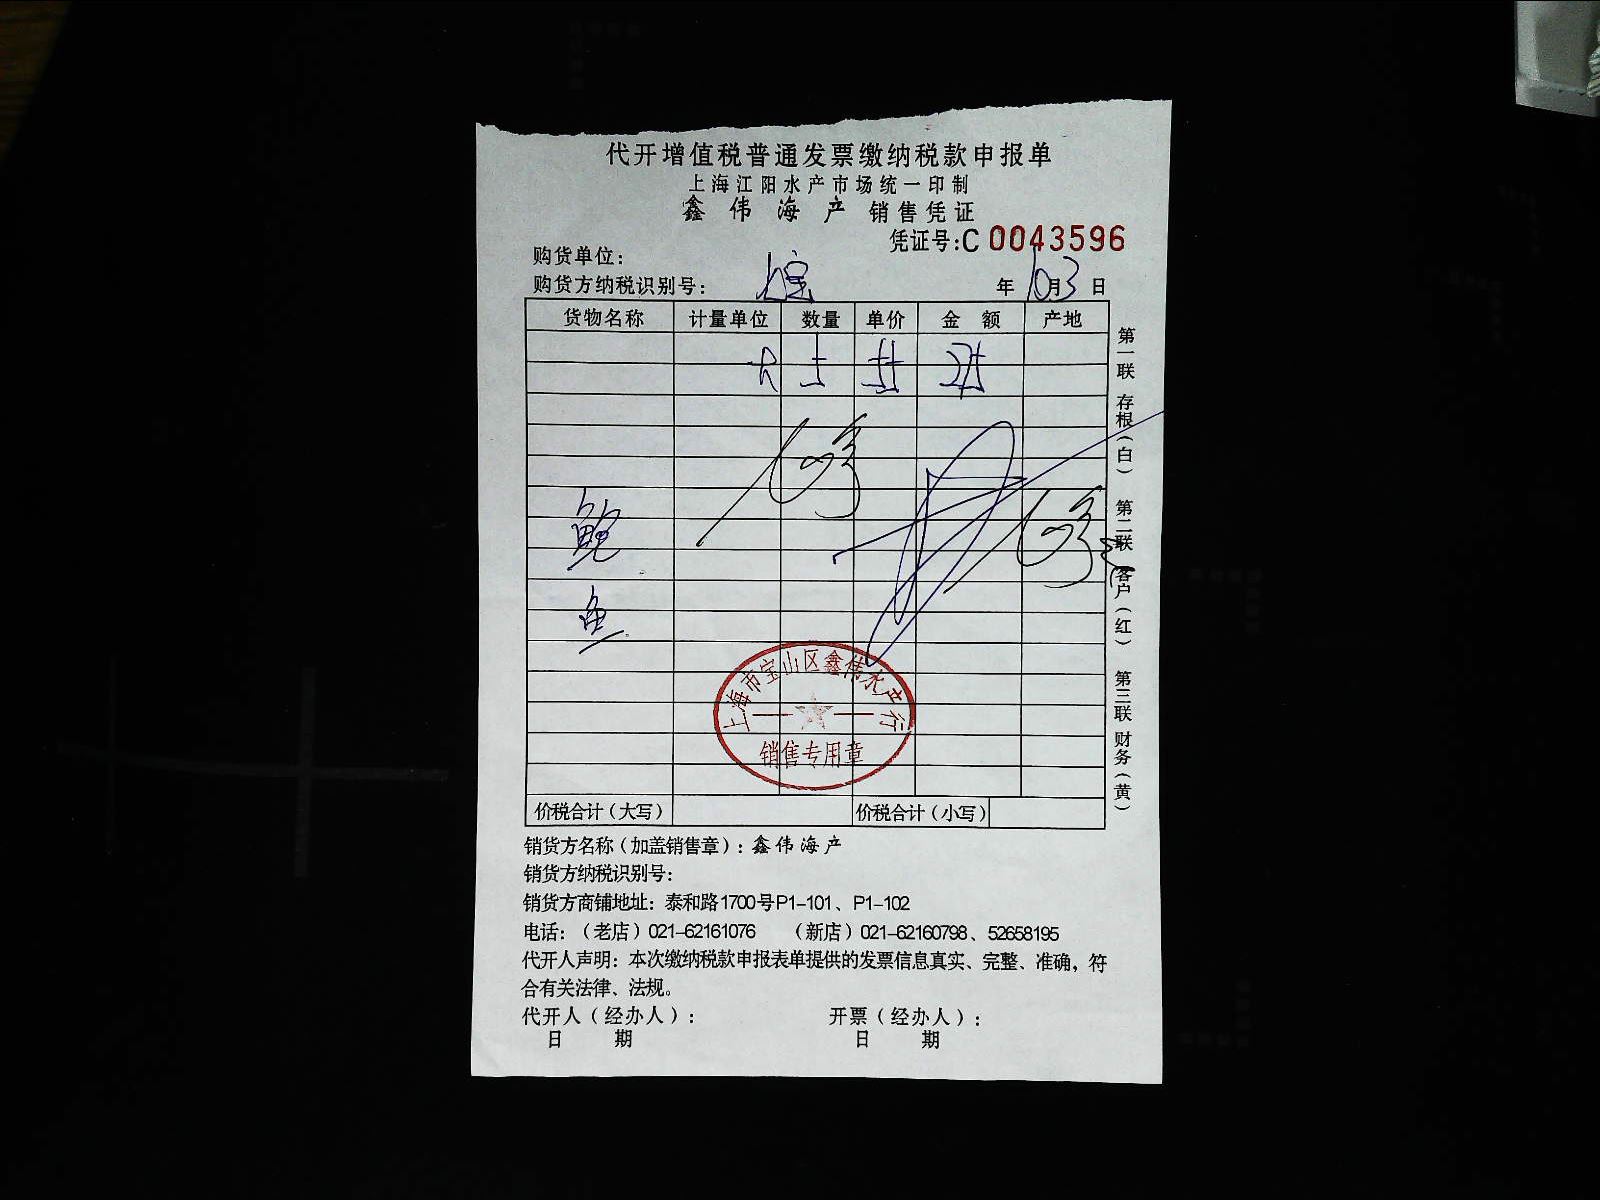 代开增值税普通发票缴纳税款申报单
上海江阳水产市场统一印制
鑫伟海产 销售凭证
凭证号:C 0043596
购货单位：
购货方纳税识别号： 年 10月3日
货物名称 计量单位 数量 单价 金额 产地
鲍鱼
上海市宝山区鑫伟水产行
销售专用章
价税合计（大写） 价税合计（小写）
第一联 存根（白） 第二联 客户（红） 第三联 财务（黄）
销货方名称（加盖销售章）：鑫伟海产
销货方纳税识别号：
销货方商铺地址：泰和路1700号P1-101、P1-102
电话：（老店）021-62161076 （新店）021-62160798、52658195
代开人声明：本次缴纳税款申报表单提供的发票信息真实、完整、准确，符
合有关法律、法规。
代开人（经办人）： 开票（经办人）：
日 期 日 期